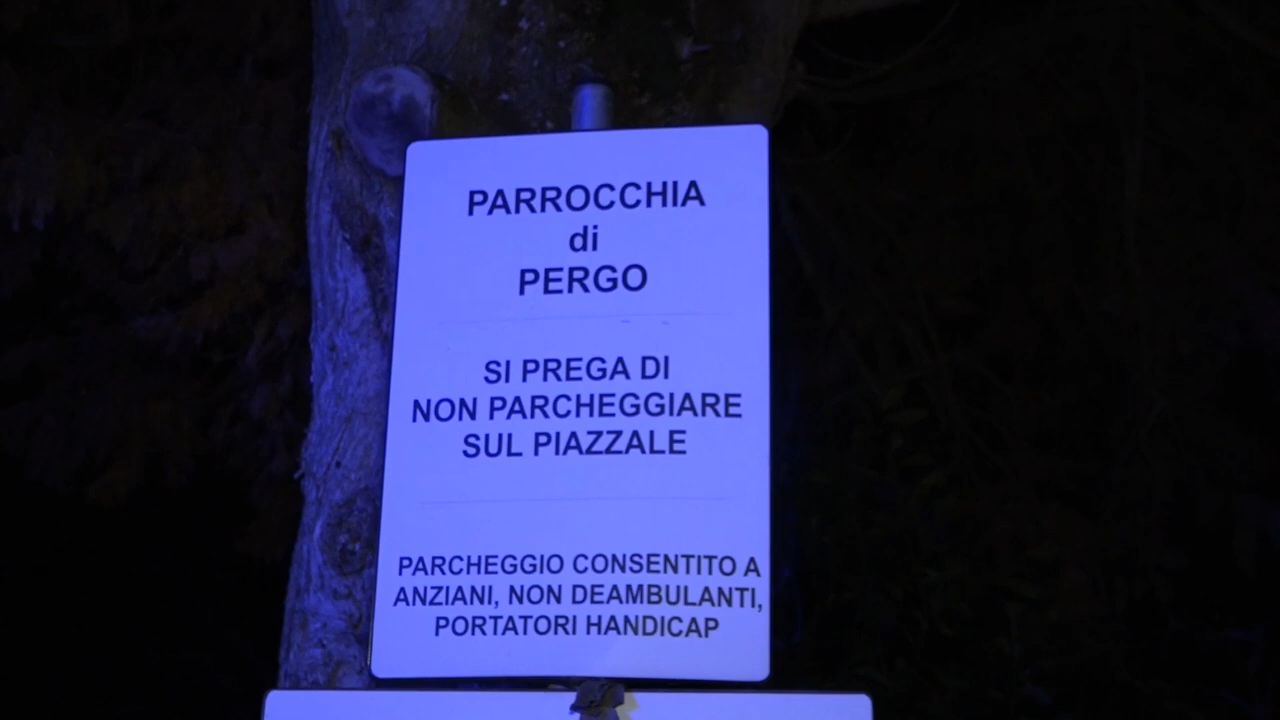 PARROCCHIA
di
PERGO
SI PREGA DI
NON PARCHEGGIARE
SUL PIAZZALE
PARCHEGGIO CONSENTITO A
ANZIANI, NON DEAMBULANTI,
PORTATORI HANDICAP